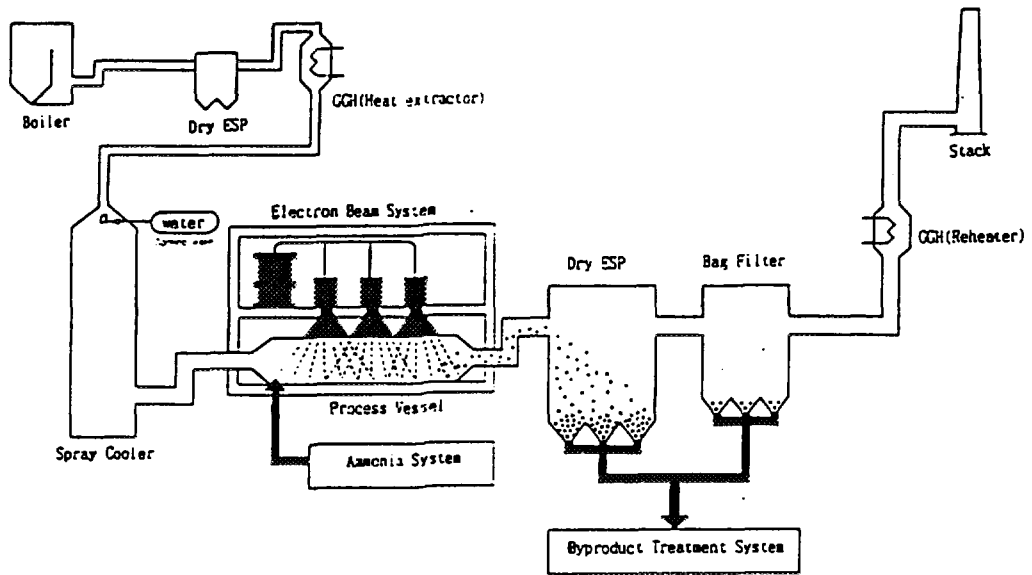 Boiler
Dry ESP
GGH(Heat extractor)
Stack
water
Electron Beam System
GGH(Reheater)
Dry ESP
Bag Filter
Process Vessel
Spray Cooler
Ammonia System
Byproduct Treatment System